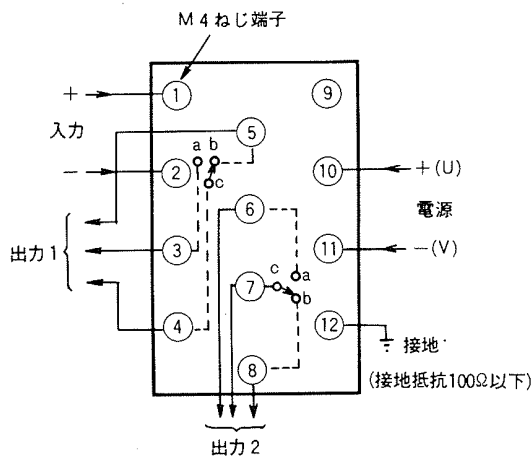 M4ねじ端子
+
①
⑨
入力
⑤
a b
−
②
c
⑩
+(U)
⑥
電源
出力1
③
⑦
c
a
b
⑪
−(V)
④
⑫
接地
⑧
(接地抵抗100Ω以下)
出力2